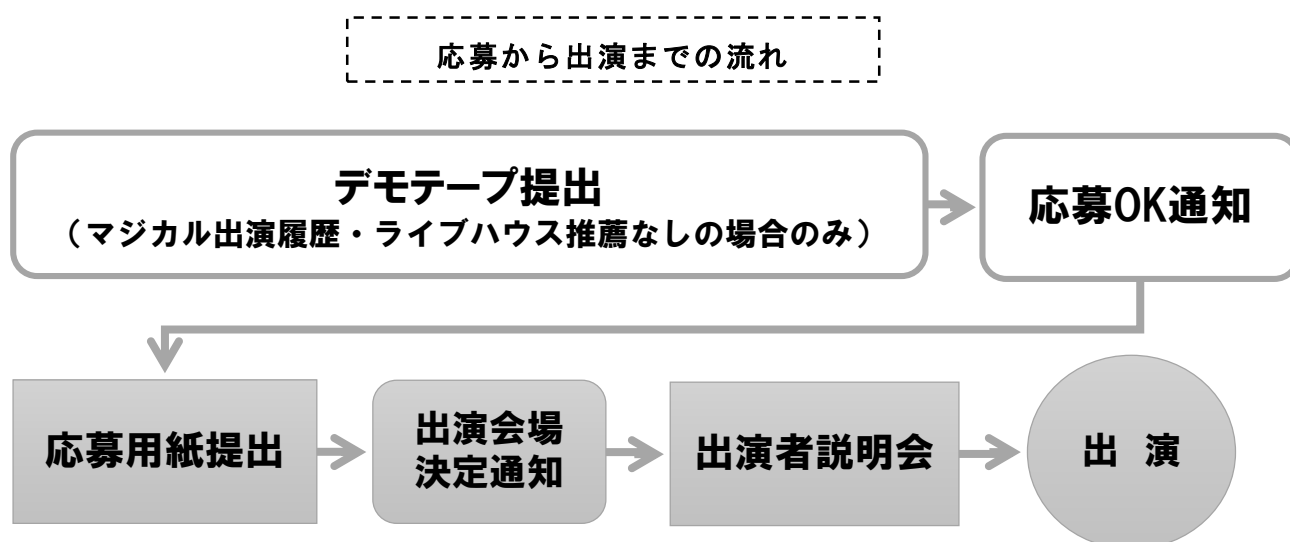 応募から出演までの流れ
デモテープ提出
（マジカル出演履歴・ライブハウス推薦なしの場合のみ）
応募OK通知
応募用紙提出
出演会場
決定通知
出演者説明会
出 演